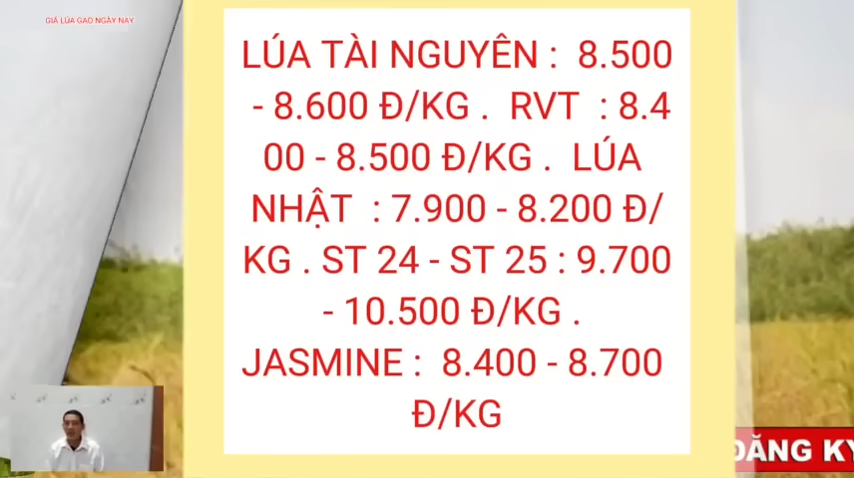 GIÁ LÚA GẠO NGÀY NAY
LÚA TÀI NGUYÊN :  8.500
- 8.600 Đ/KG .  RVT  : 8.4
00 - 8.500 Đ/KG .  LÚA
NHẬT  : 7.900 - 8.200 Đ/
KG . ST 24 - ST 25 : 9.700
- 10.500 Đ/KG .
JASMINE :  8.400 - 8.700
Đ/KG
ĐĂNG KÝ